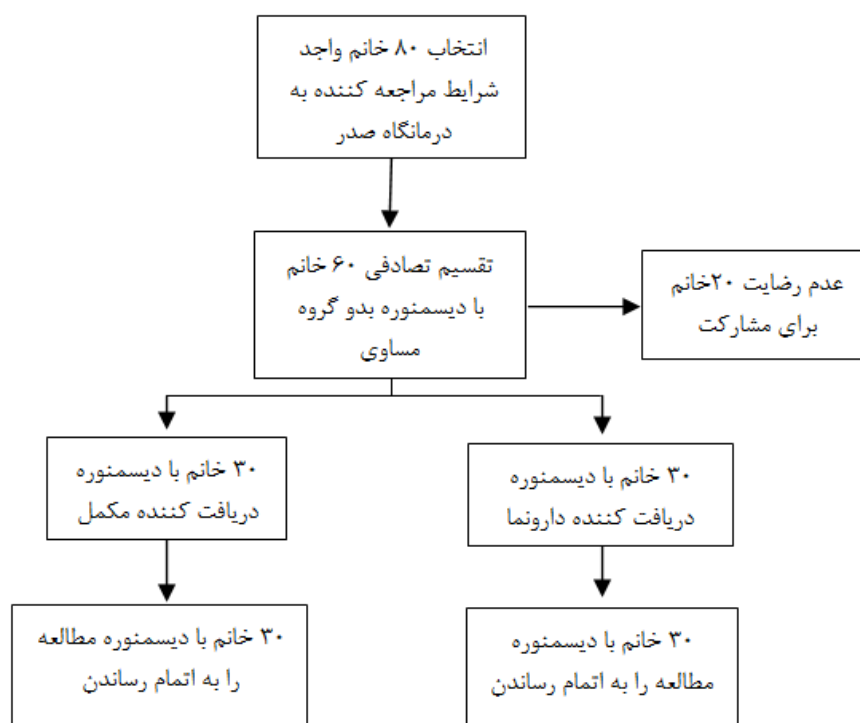 انتخاب ۸۰ خانم واجد
شرایط مراجعه کننده به
درمانگاه صدر
تقسیم تصادفی ۶۰ خانم
با دیسمنوره بدو گروه
مساوی
عدم رضایت ۲۰خانم
برای مشارکت
۳۰ خانم با دیسمنوره
دریافت کننده دارونما
۳۰ خانم با دیسمنوره
دریافت کننده مکمل
۳۰ خانم با دیسمنوره
مطالعه را به اتمام رساندن
۳۰ خانم با دیسمنوره مطالعه
را به اتمام رساندن